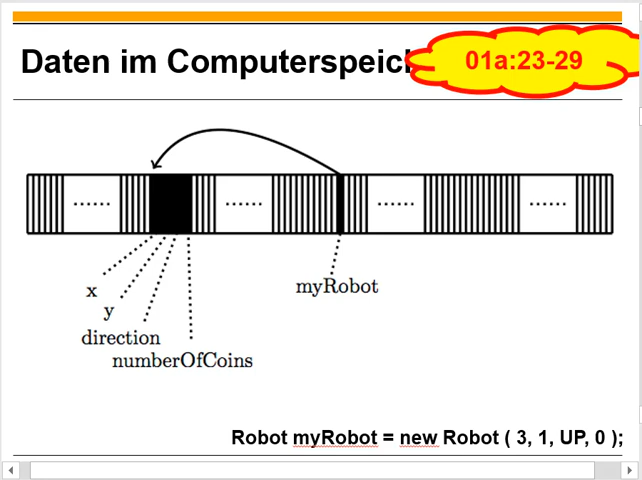 Daten im Computerspeic
01a:23-29
...... ...... ...... ......
myRobot
x
y
direction
numberOfCoins
Robot myRobot = new Robot ( 3, 1, UP, 0 );